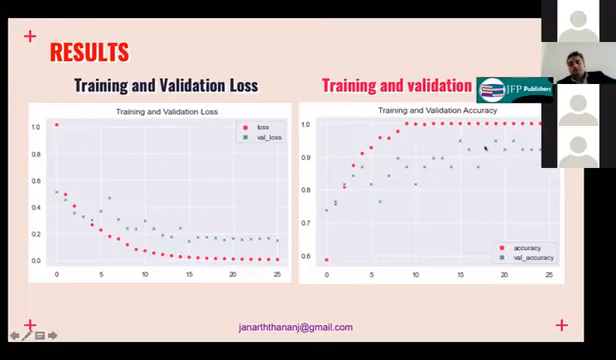 RESULTS
Training and Validation Loss
Training and validation
JFP
Publishers
Training and Validation Loss
loss
val_loss
1.0
0.8
0.6
0.4
0.2
0.0
0
5
10
15
20
25
Training and Validation Accuracy
1.0
0.9
0.8
0.7
0.6
accuracy
val_accuracy
0
5
10
15
20
25
janarththananj@gmail.com